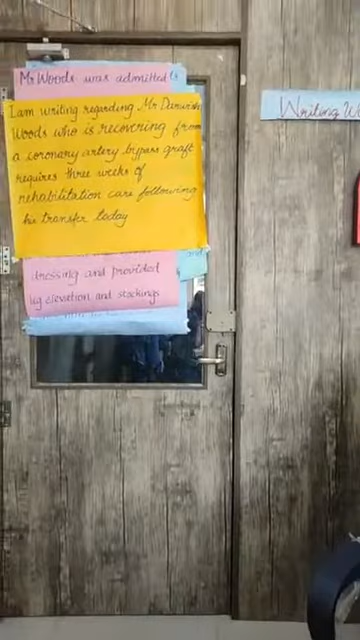 Mr Woods was admitted
I am writing regarding Mr Darwish
Woods who is recovering from
a coronary artery bypass graft
requires three weeks of
rehabilitation care following
his transfer today
and
dressing and provided
leg elevation and stockings
Writing